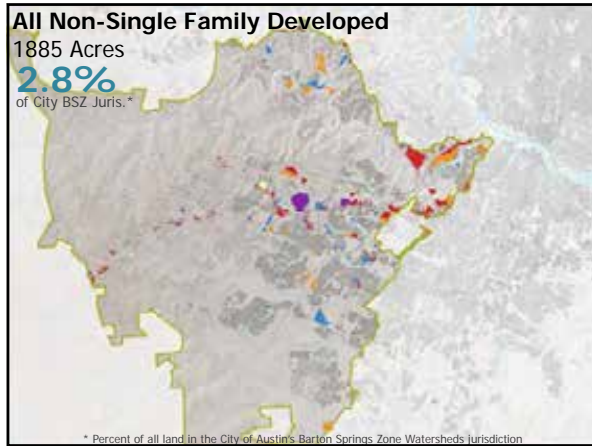 All Non-Single Family Developed
1885 Acres
2.8%
of City BSZ Juris.*
* Percent of all land in the City of Austin's Barton Springs Zone Watersheds jurisdiction